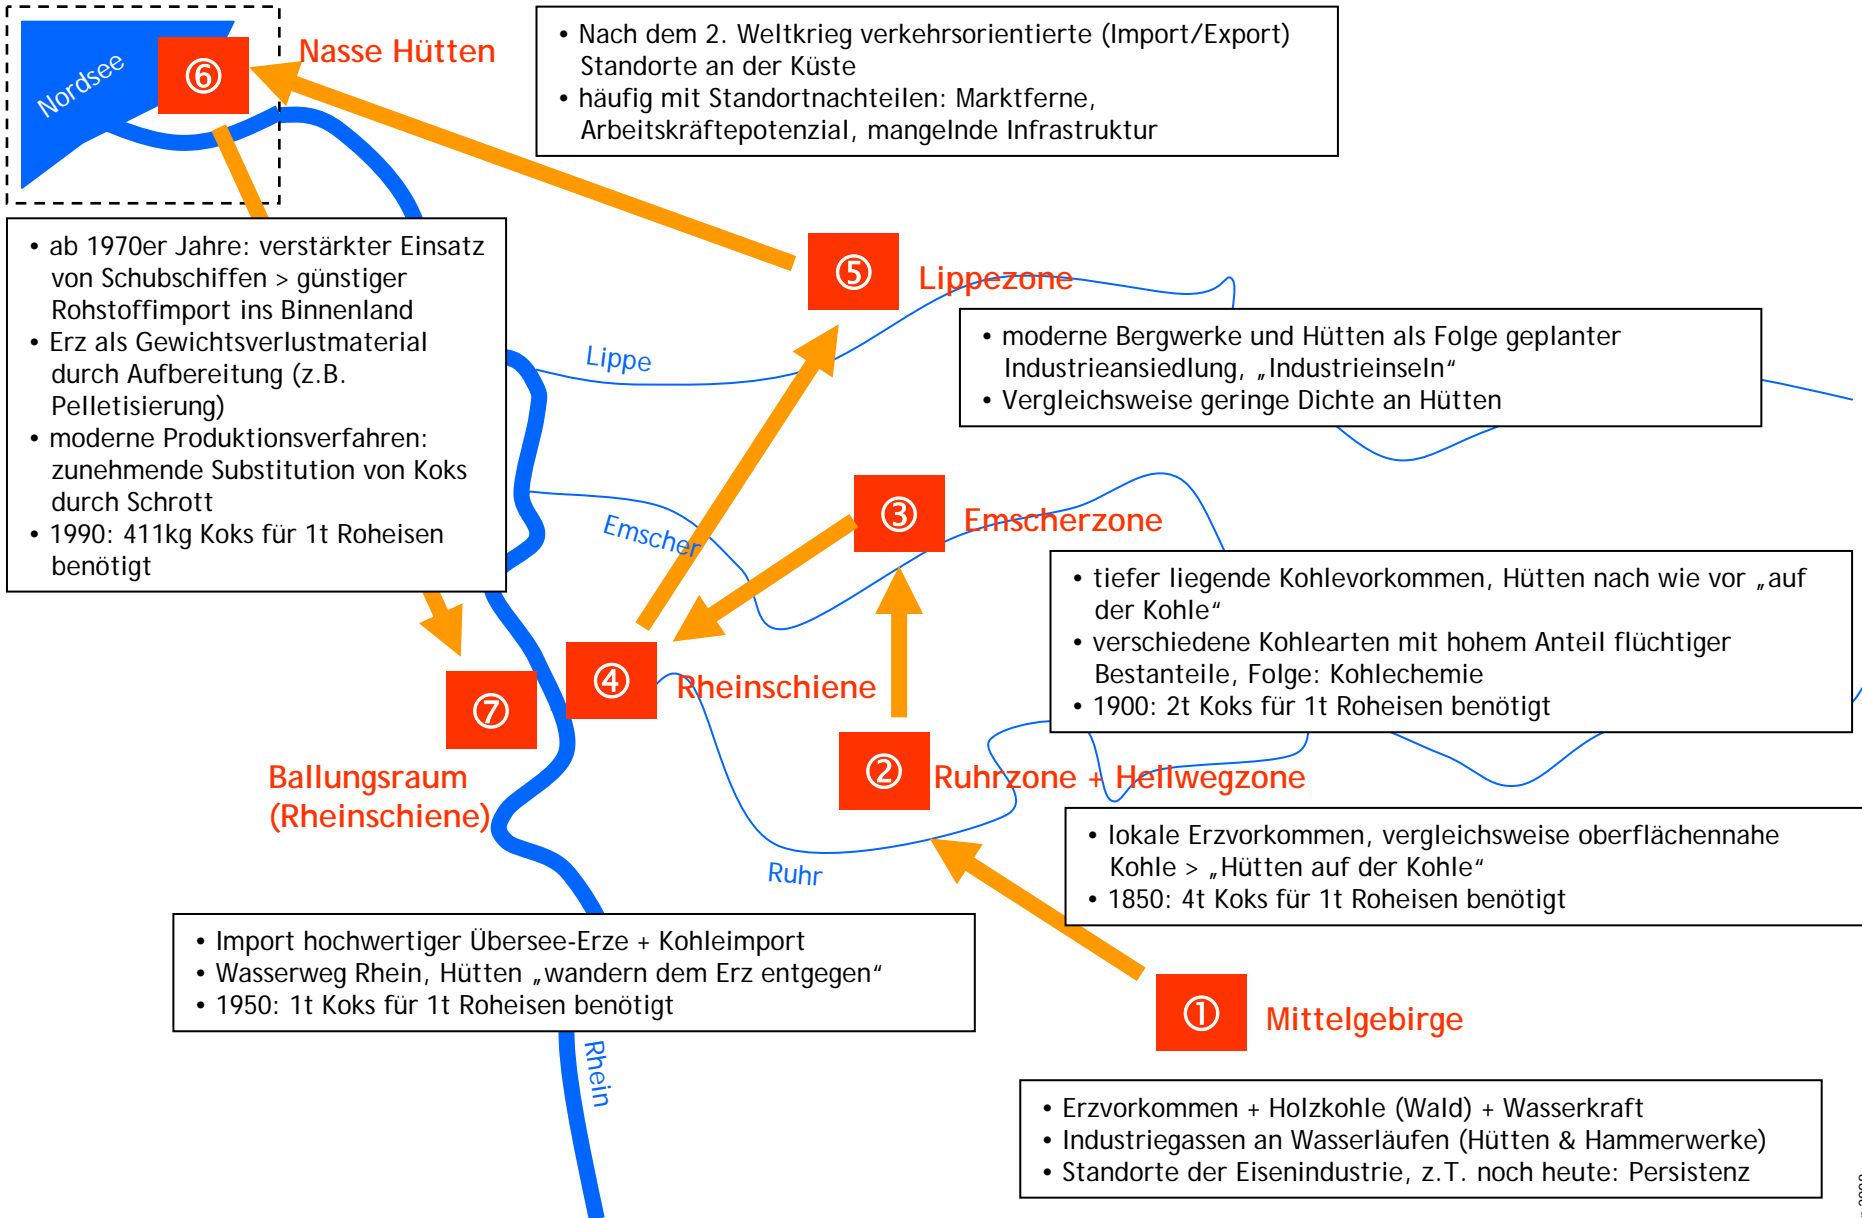 Nordsee
⑥
Nasse Hütten
• Nach dem 2. Weltkrieg verkehrsorientierte (Import/Export)
Standorte an der Küste
• häufig mit Standortnachteilen: Marktferne,
Arbeitskräftepotenzial, mangelnde Infrastruktur
• ab 1970er Jahre: verstärkter Einsatz
von Schubschiffen > günstiger
Rohstoffimport ins Binnenland
• Erz als Gewichtsverlustmaterial
durch Aufbereitung (z.B.
Pelletisierung)
• moderne Produktionsverfahren:
zunehmende Substitution von Koks
durch Schrott
• 1990: 411kg Koks für 1t Roheisen
benötigt
⑤
Lippezone
• moderne Bergwerke und Hütten als Folge geplanter
Industrieansiedlung, „Industrieinseln“
• Vergleichsweise geringe Dichte an Hütten
Lippe
③
Emscherzone
Emscher
• tiefer liegende Kohlevorkommen, Hütten nach wie vor „auf
der Kohle“
• verschiedene Kohlearten mit hohem Anteil flüchtiger
Bestanteile, Folge: Kohlechemie
• 1900: 2t Koks für 1t Roheisen benötigt
④
Rheinschiene
⑦
Ballungsraum
(Rheinschiene)
②
Ruhrzone + Hellwegzone
• lokale Erzvorkommen, vergleichsweise oberflächennahe
Kohle > „Hütten auf der Kohle“
• 1850: 4t Koks für 1t Roheisen benötigt
Ruhr
• Import hochwertiger Übersee-Erze + Kohleimport
• Wasserweg Rhein, Hütten „wandern dem Erz entgegen“
• 1950: 1t Koks für 1t Roheisen benötigt
Rhein
①
Mittelgebirge
• Erzvorkommen + Holzkohle (Wald) + Wasserkraft
• Industriegassen an Wasserläufen (Hütten & Hammerwerke)
• Standorte der Eisenindustrie, z.T. noch heute: Persistenz